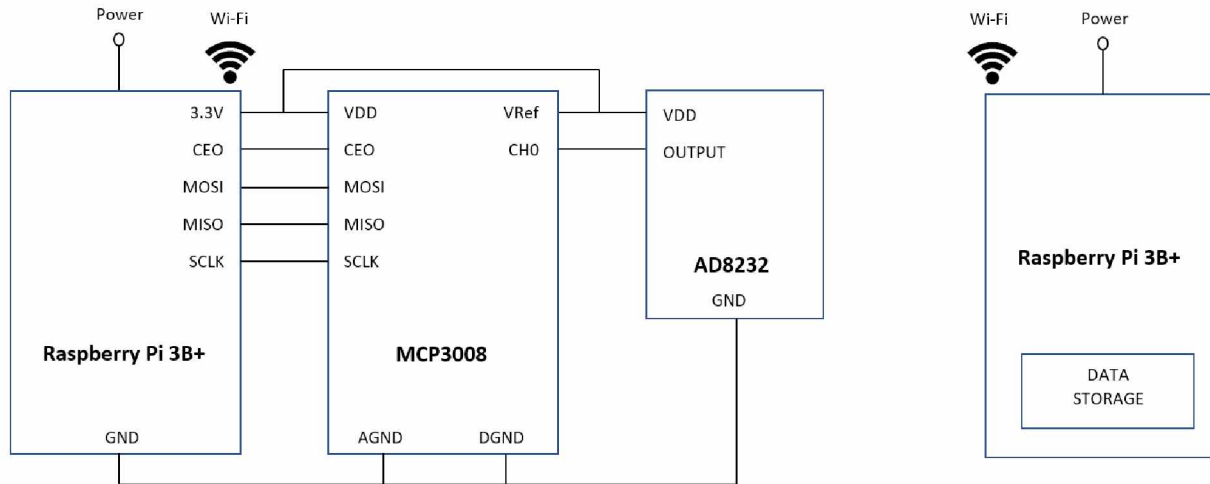 Power
Wi-Fi
3.3V
CEO
MOSI
MISO
SCLK
Raspberry Pi 3B+
GND
VDD
CEO
MOSI
MISO
SCLK
VRef
CH0
MCP3008
AGND
DGND
VDD
OUTPUT
AD8232
GND
Wi-Fi
Power
Raspberry Pi 3B+
DATA
STORAGE